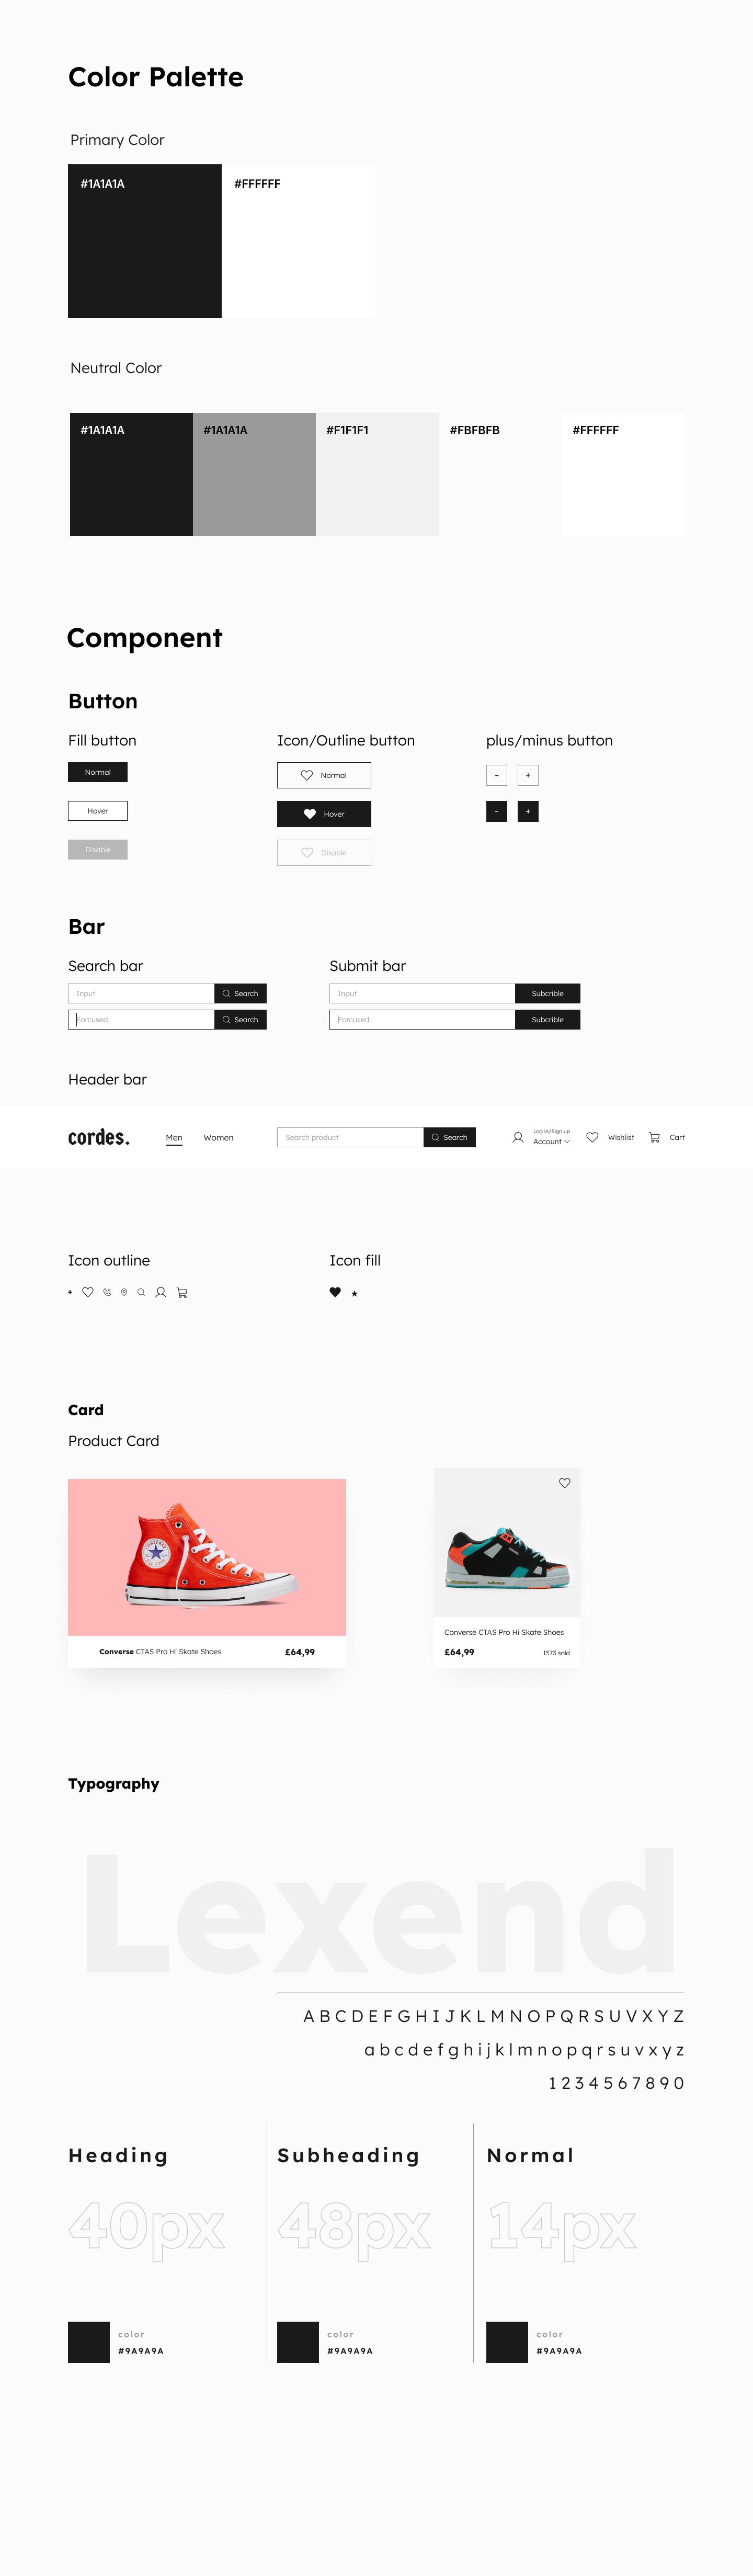 Color Palette
Primary Color
#1A1A1A #FFFFFF
Neutral Color
#1A1A1A #1A1A1A #F1F1F1 #FBFBFB #FFFFFF
Component
Button
Fill button Icon/Outline button plus/minus button
Normal Normal - +
Hover Hover - +
Disable Disable
Bar
Search bar Submit bar
Input Search Input Subcrible
Forcused Search Forcused Subcrible
Header bar
cordes. Men Women Search product Search Log in/Sign up Account Wishlist Cart
Icon outline Icon fill
Card
Product Card
CONVERSE
ALL STAR
Converse CTAS Pro Hi Skate Shoes £64,99
Converse CTAS Pro Hi Skate Shoes
£64,99 1573 sold
Typography
Lexend
A B C D E F G H I J K L M N O P Q R S U V X Y Z
a b c d e f g h i j k l m n o p q r s u v x y z
1 2 3 4 5 6 7 8 9 0
Heading Subheading Normal
40px 48px 14px
color color color
#9A9A9A #9A9A9A #9A9A9A